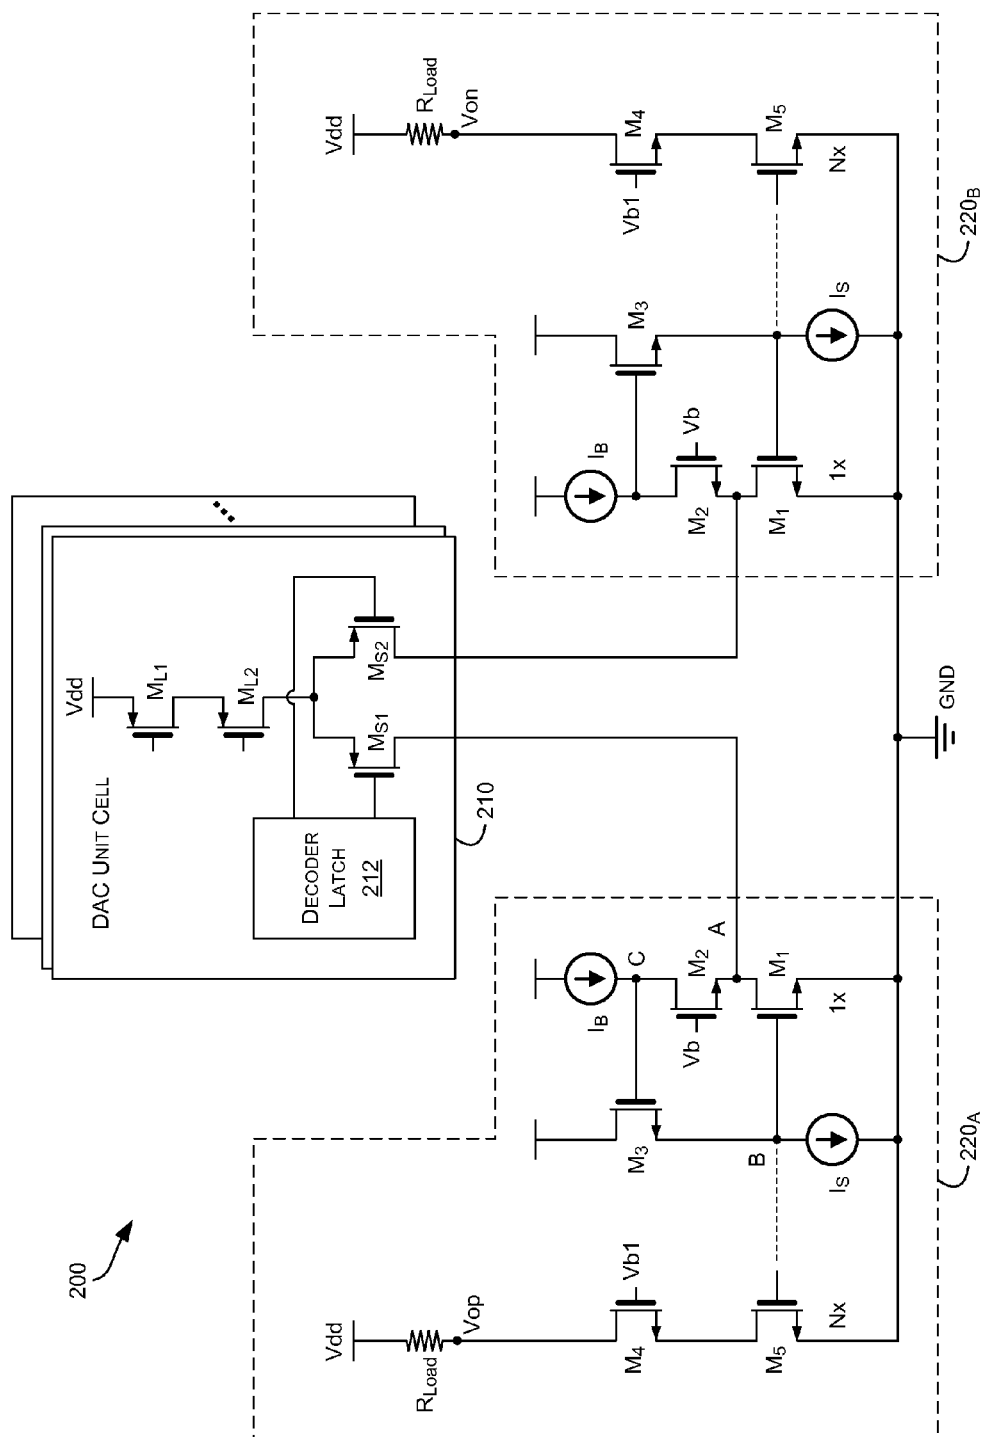 200
DAC UNIT CELL
Vdd
ML1
ML2
MS1
MS2
DECODER
LATCH
212
210
Vdd
RLoad
Vop
M4
Vb1
M5
Nx
M3
B
IS
IB
C
Vb
M2
A
M1
1x
220A
GND
IB
M2
Vb
M1
1x
M3
IS
Vdd
RLoad
Von
M4
Vb1
M5
Nx
220B